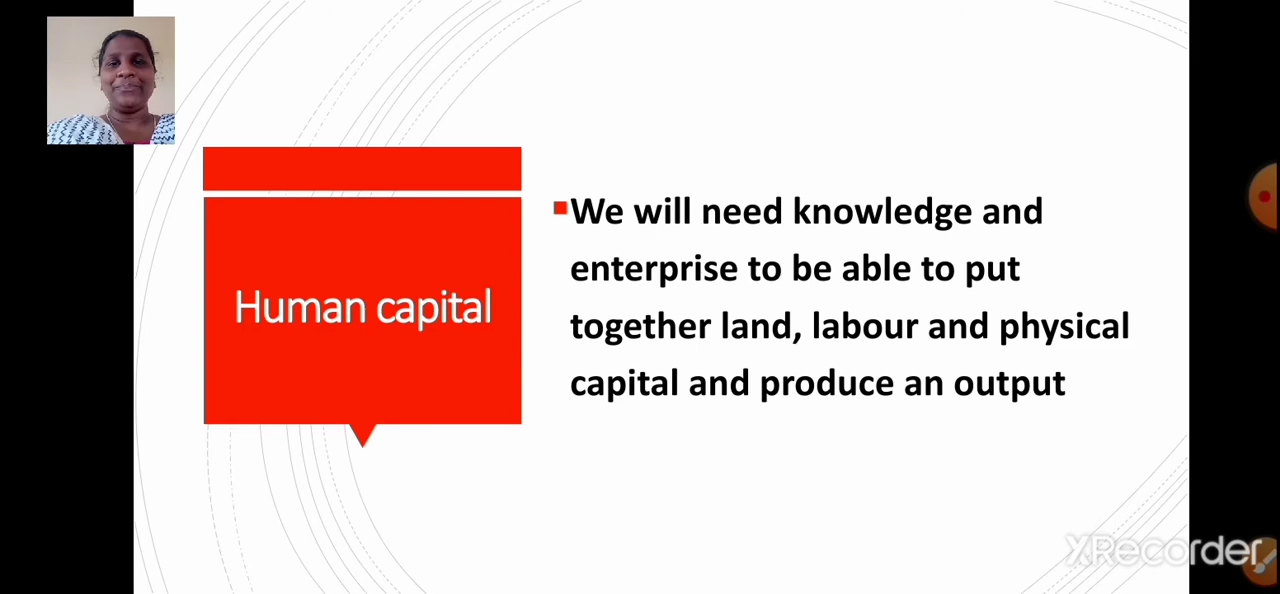 Human capital
▪We will need knowledge and
enterprise to be able to put
together land, labour and physical
capital and produce an output
XRecorder